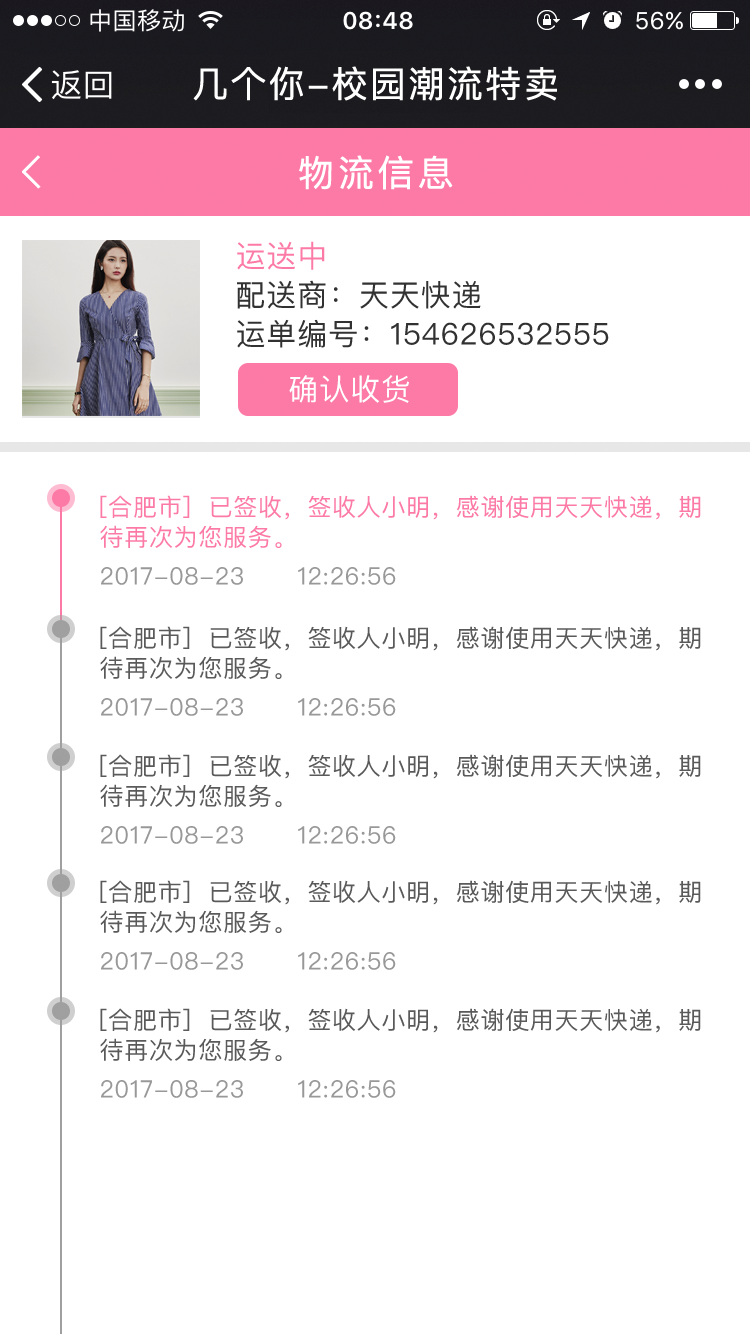 中国移动
08:48
56%
返回
几个你-校园潮流特卖
物流信息
运送中
配送商：天天快递
运单编号：154626532555
确认收货
[合肥市] 已签收，签收人小明，感谢使用天天快递，期
待再次为您服务。
2017-08-23 12:26:56
[合肥市] 已签收，签收人小明，感谢使用天天快递，期
待再次为您服务。
2017-08-23 12:26:56
[合肥市] 已签收，签收人小明，感谢使用天天快递，期
待再次为您服务。
2017-08-23 12:26:56
[合肥市] 已签收，签收人小明，感谢使用天天快递，期
待再次为您服务。
2017-08-23 12:26:56
[合肥市] 已签收，签收人小明，感谢使用天天快递，期
待再次为您服务。
2017-08-23 12:26:56